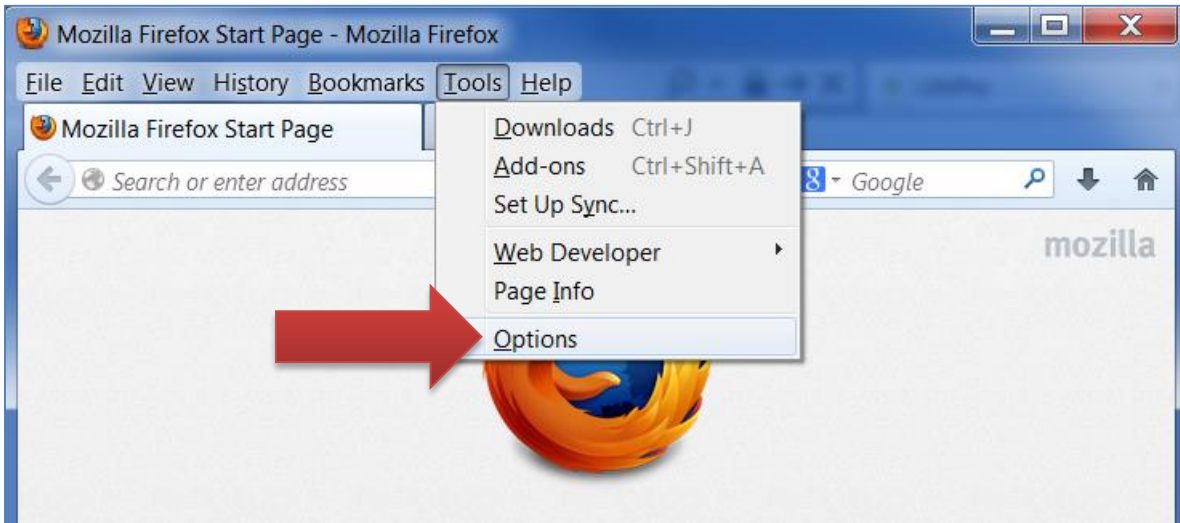 Mozilla Firefox Start Page - Mozilla Firefox
File Edit View History Bookmarks Tools Help
Mozilla Firefox Start Page
Downloads Ctrl+J
Add-ons Ctrl+Shift+A
Set Up Sync...
Web Developer
Page Info
Options
Search or enter address
8 Google
mozilla